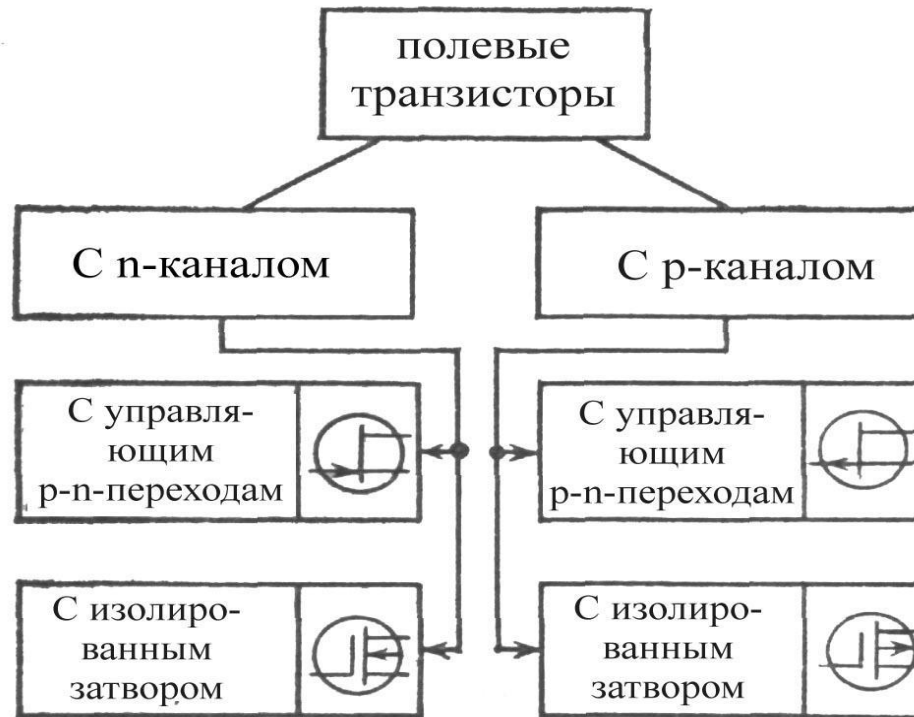 полевые
транзисторы
С n-каналом
С p-каналом
С управля-
ющим
p-n-переходам
С управля-
ющим
p-n-переходам
С изолиро-
ванным
затвором
С изолиро-
ванным
затвором